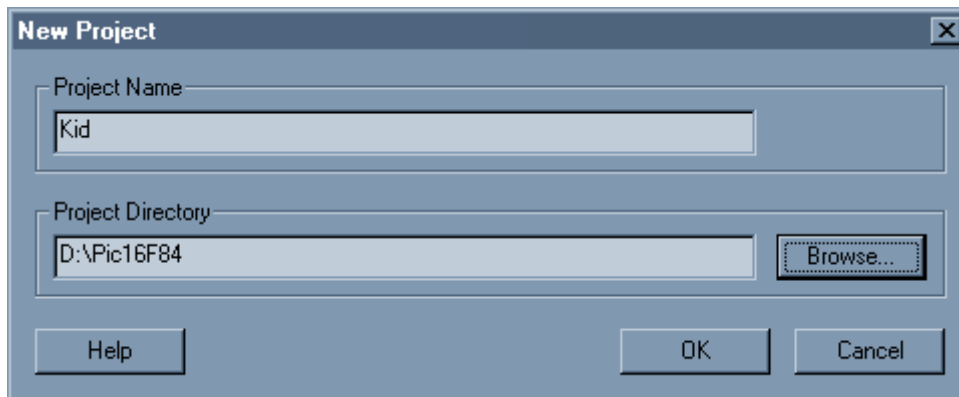 New Project
Project Name
Kid
Project Directory
D:\Pic16F84
Browse...
Help
OK
Cancel